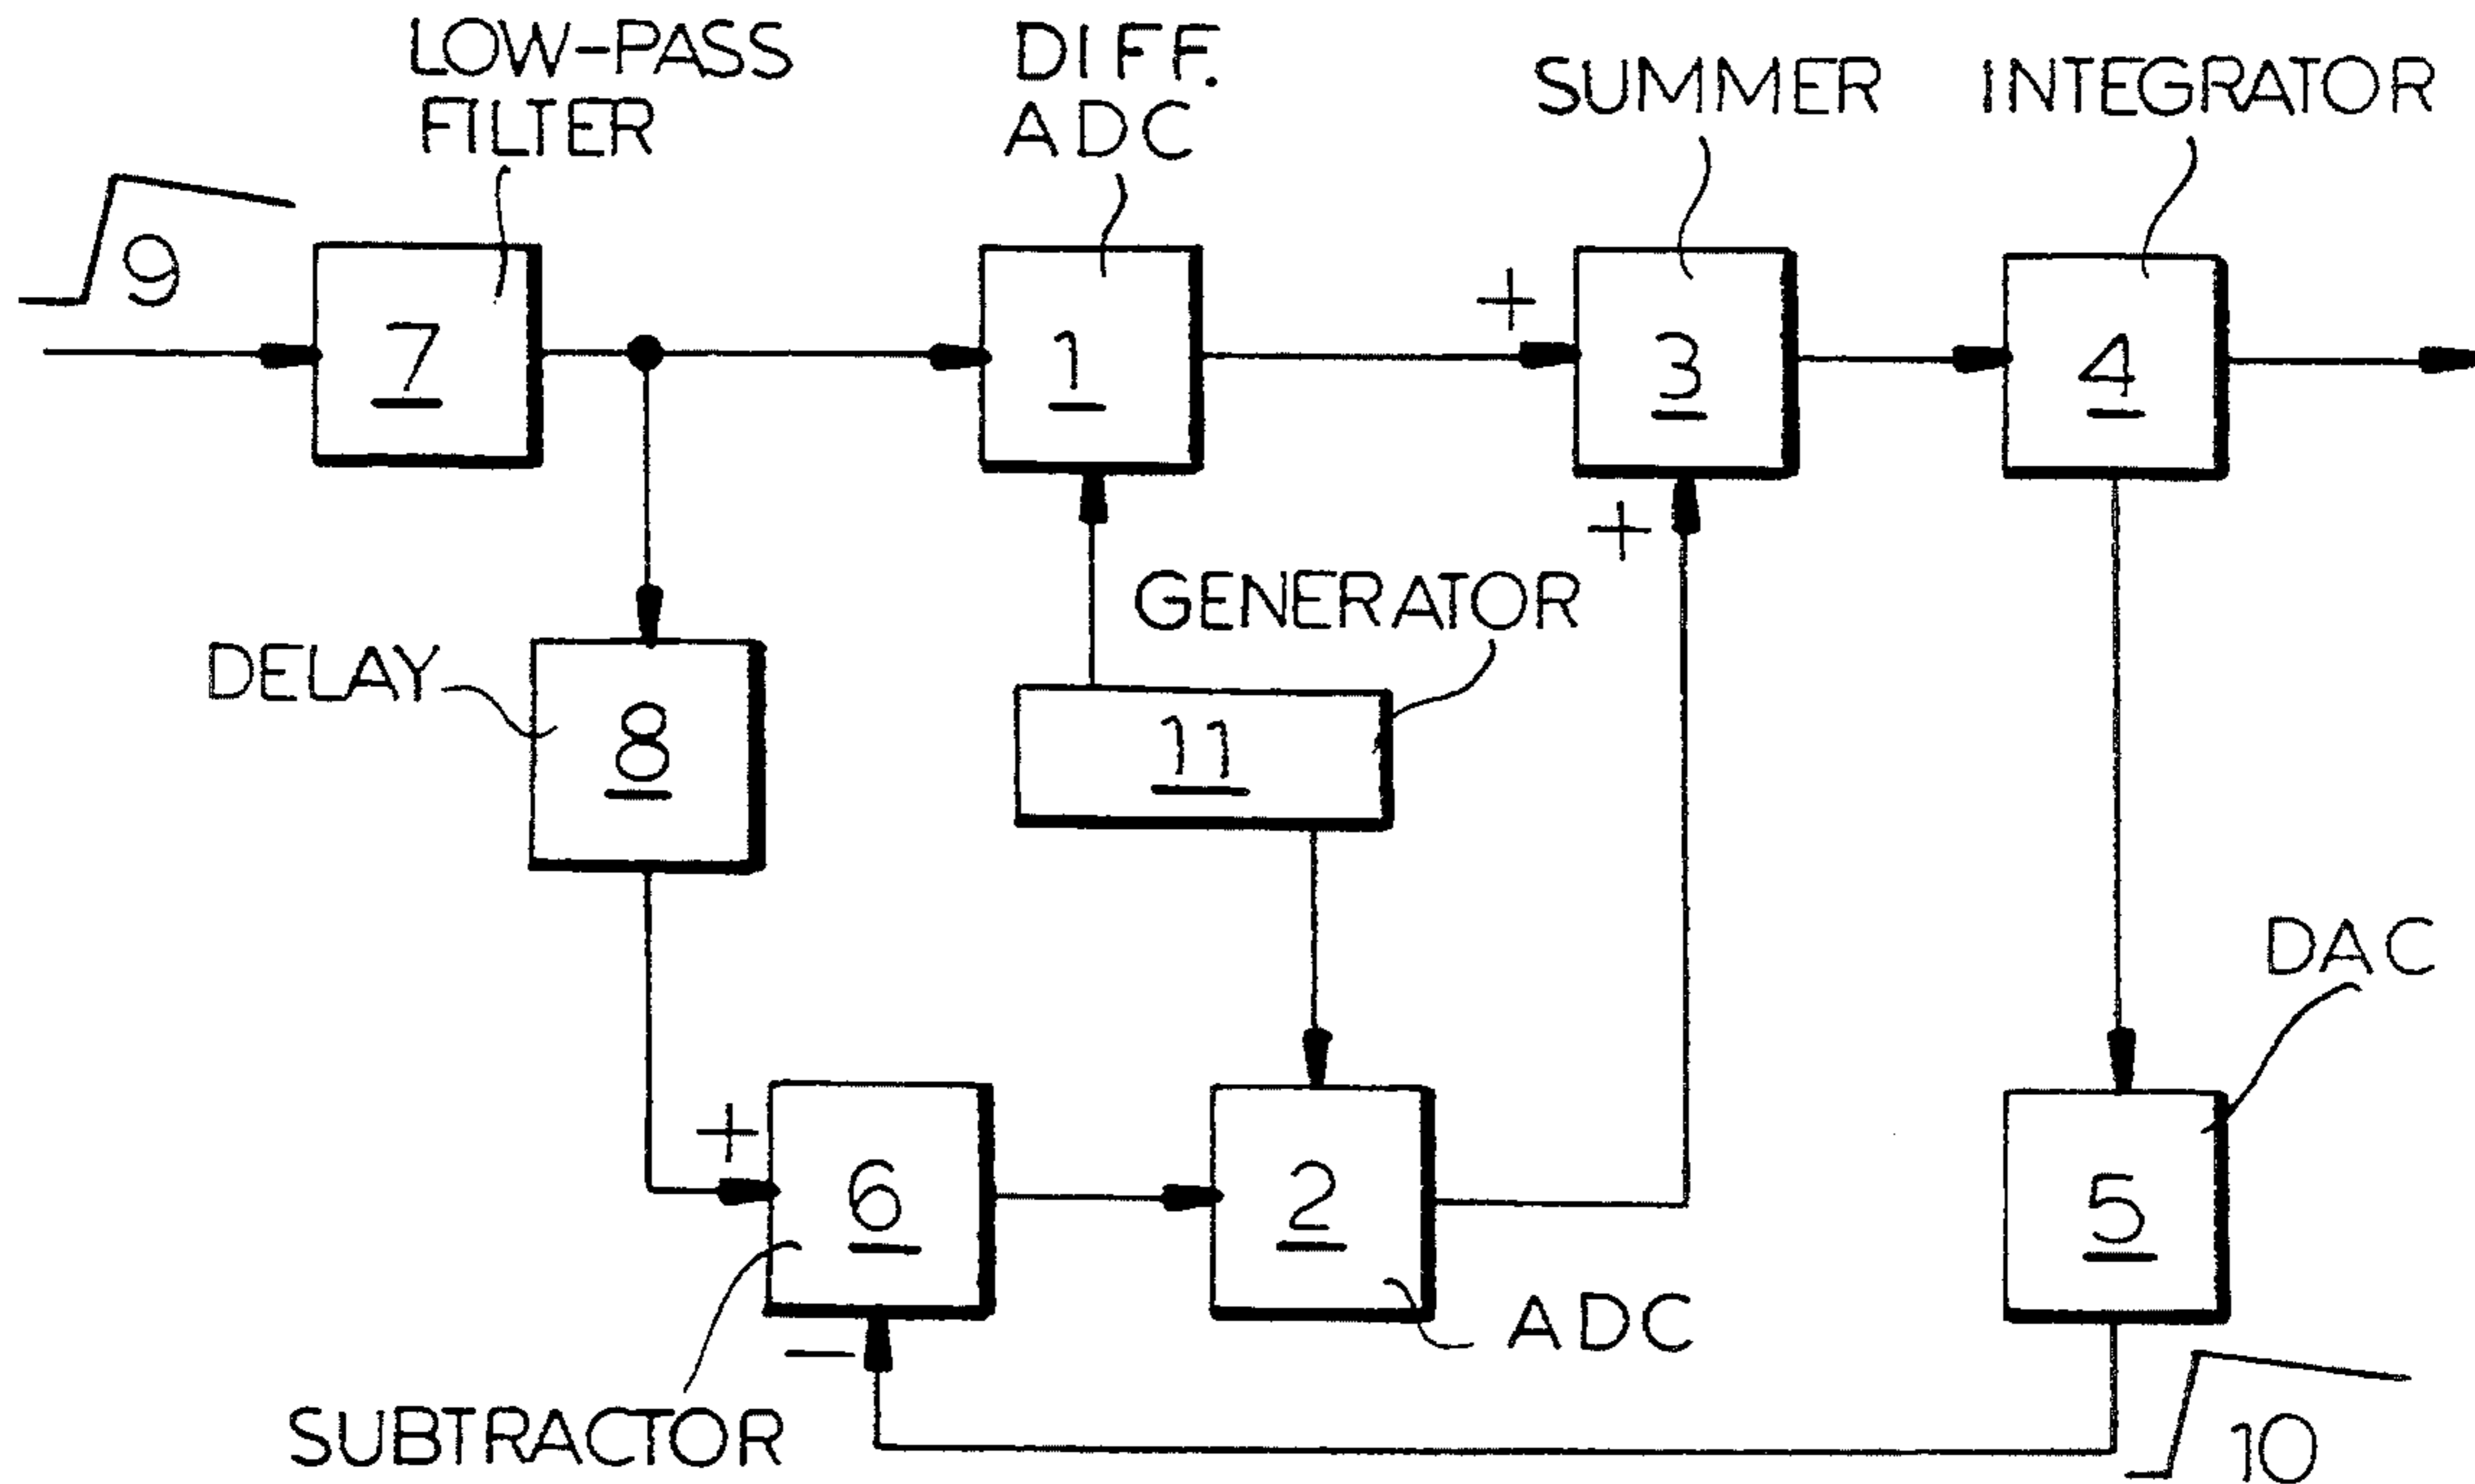 LOW-PASS
FILTER
DIFF.
ADC
SUMMER
INTEGRATOR
9
7
1
+
3
4
+
GENERATOR
DELAY
8
11
DAC
+
6
2
5
ADC
−
SUBTRACTOR
10